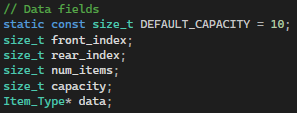 // Data fields
static const size_t DEFAULT_CAPACITY = 10;
size_t front_index;
size_t rear_index;
size_t num_items;
size_t capacity;
Item_Type* data;